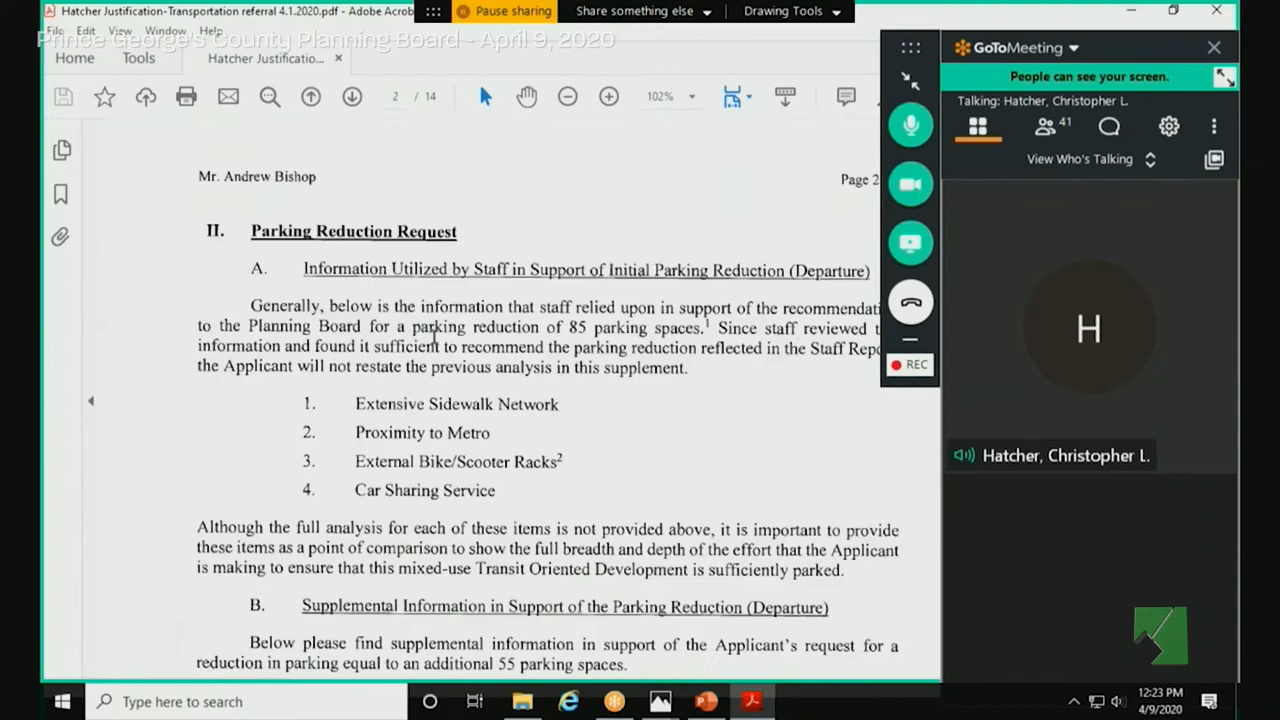 Hatcher Justification-Transportation referral 4.1.2020.pdf - Adobe Acrob
Pause sharing
Share something else
Drawing Tools
File Edit View Window Help
Prince George's County Planning Board - April 9, 2020
Home Tools Hatcher Justificatio... ×
2 / 14 102%
GoToMeeting
People can see your screen.
Talking: Hatcher, Christopher L.
41
View Who's Talking
H
Hatcher, Christopher L.
REC
Mr. Andrew Bishop
Page 2
II. Parking Reduction Request
A. Information Utilized by Staff in Support of Initial Parking Reduction (Departure)
Generally, below is the information that staff relied upon in support of the recommendati
to the Planning Board for a parking reduction of 85 parking spaces.1 Since staff reviewed t
information and found it sufficient to recommend the parking reduction reflected in the Staff Repo
the Applicant will not restate the previous analysis in this supplement.
1. Extensive Sidewalk Network
2. Proximity to Metro
3. External Bike/Scooter Racks2
4. Car Sharing Service
Although the full analysis for each of these items is not provided above, it is important to provide
these items as a point of comparison to show the full breadth and depth of the effort that the Applicant
is making to ensure that this mixed-use Transit Oriented Development is sufficiently parked.
B. Supplemental Information in Support of the Parking Reduction (Departure)
Below please find supplemental information in support of the Applicant's request for a
reduction in parking equal to an additional 55 parking spaces.
Type here to search
12:23 PM
4/9/2020